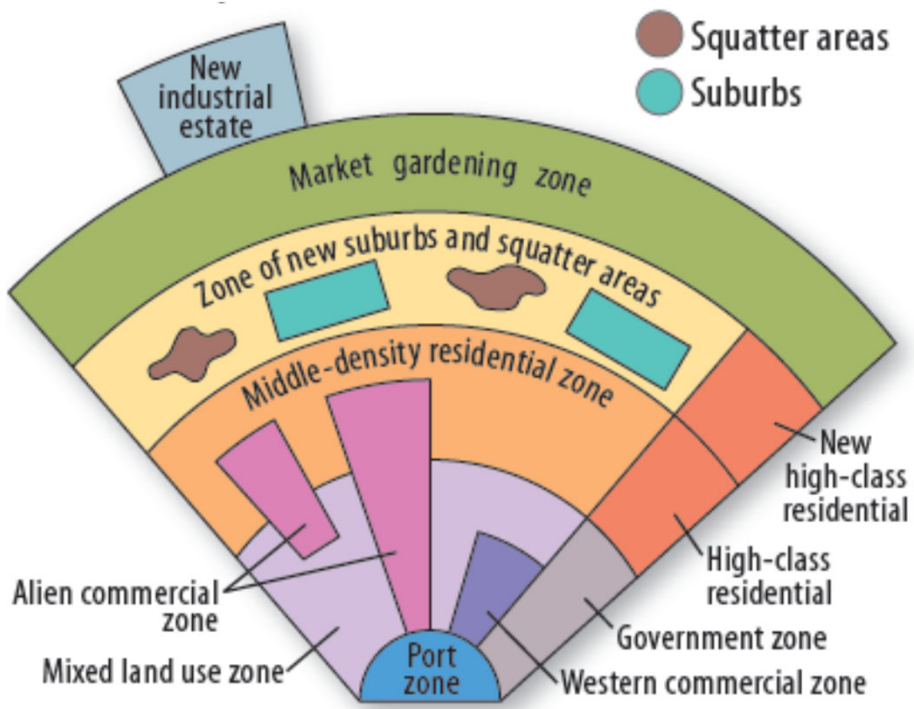 Squatter areas
Suburbs
New
industrial
estate
Market gardening zone
Zone of new suburbs and squatter areas
Middle-density residential zone
New
high-class
residential
High-class
residential
Alien commercial
zone
Government zone
Mixed land use zone
Port
zone
Western commercial zone